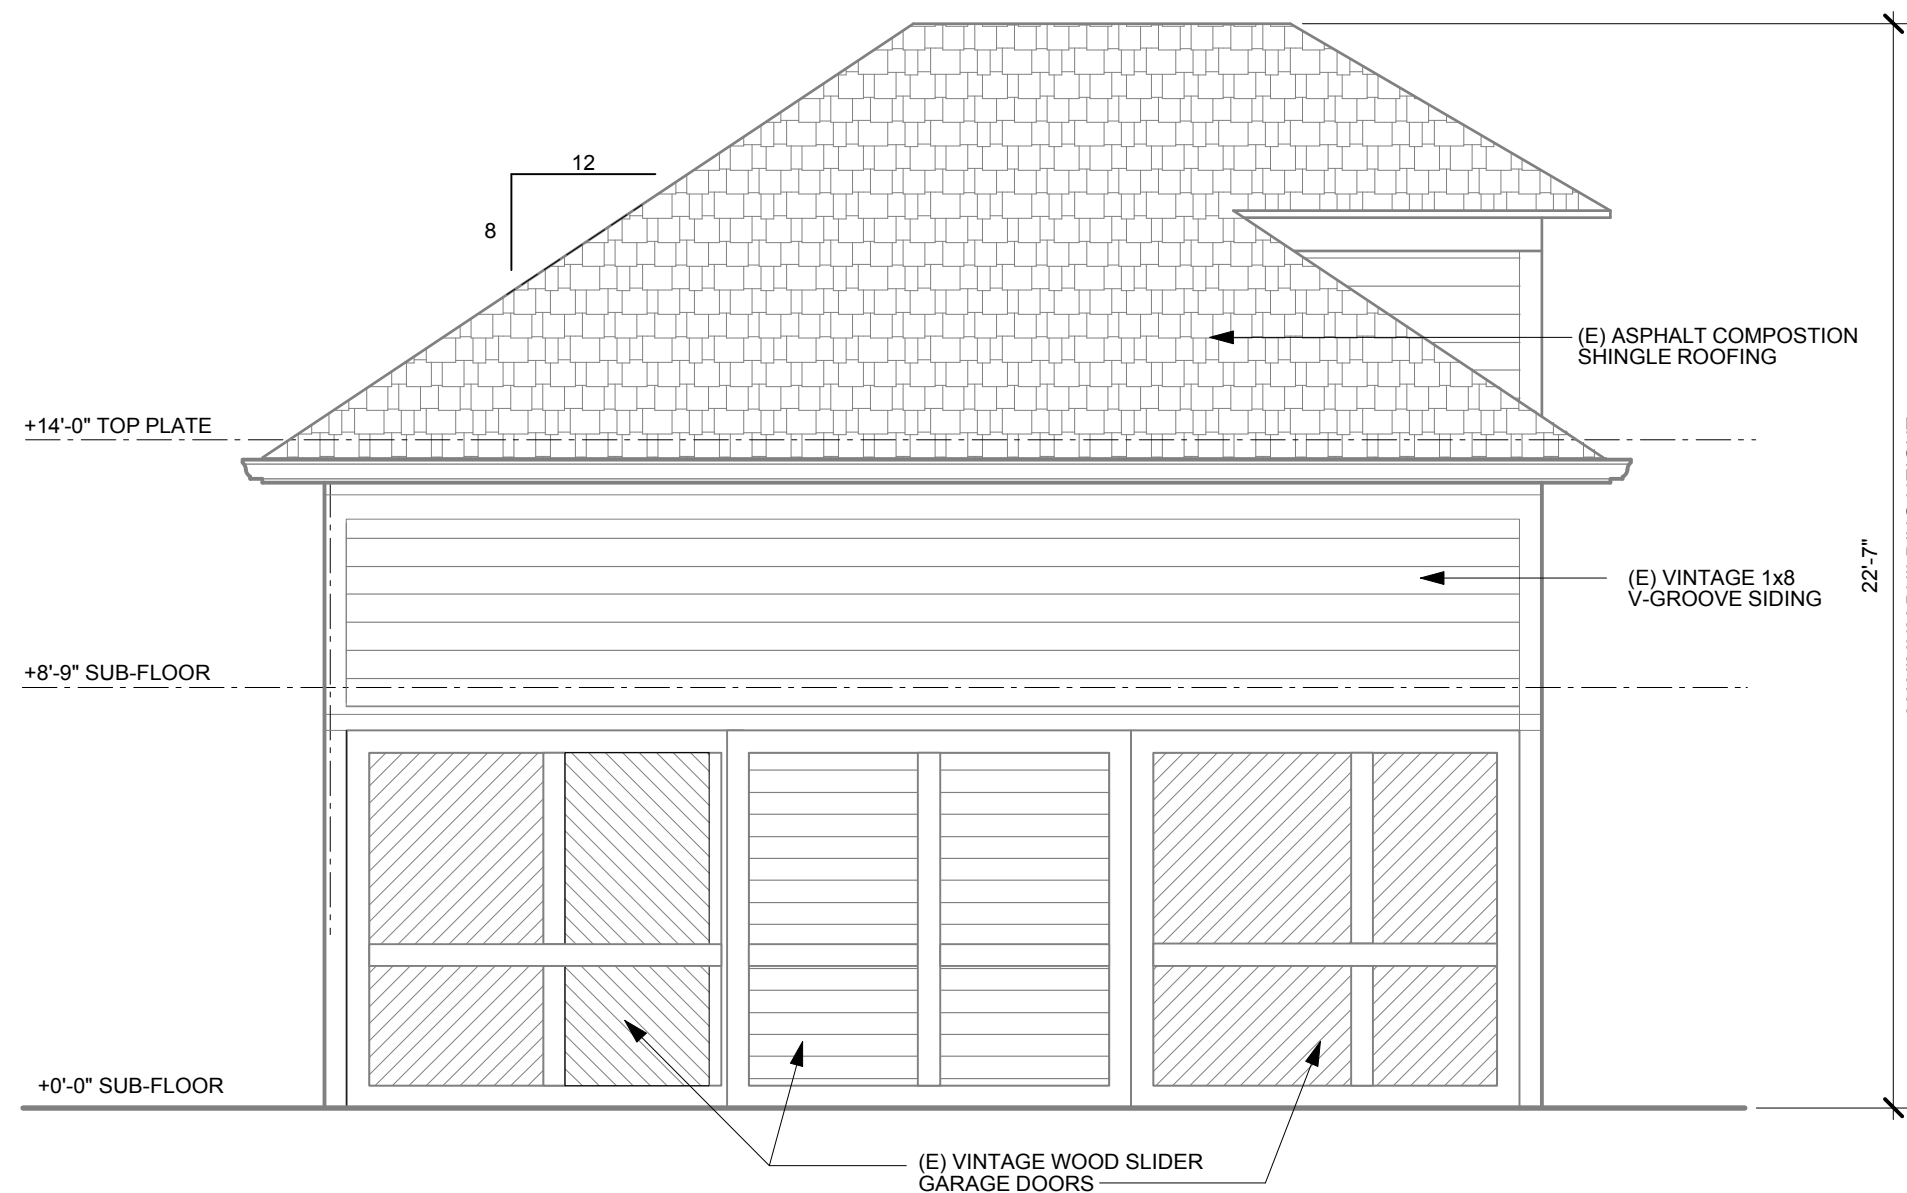 12
8
(E) ASPHALT COMPOSTION
SHINGLE ROOFING
+14'-0" TOP PLATE
22'-7"
(E) VINTAGE 1x8
V-GROOVE SIDING
+8'-9" SUB-FLOOR
+0'-0" SUB-FLOOR
(E) VINTAGE WOOD SLIDER
GARAGE DOORS